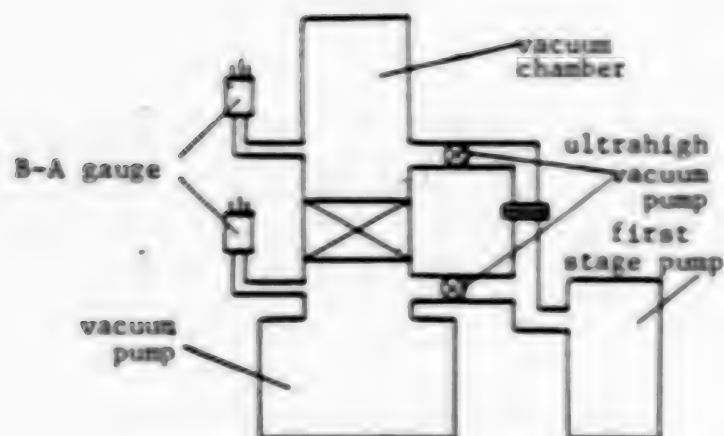 vacuum
chamber
B-A gauge
ultrahigh
vacuum
pump
first
stage pump
vacuum
pump